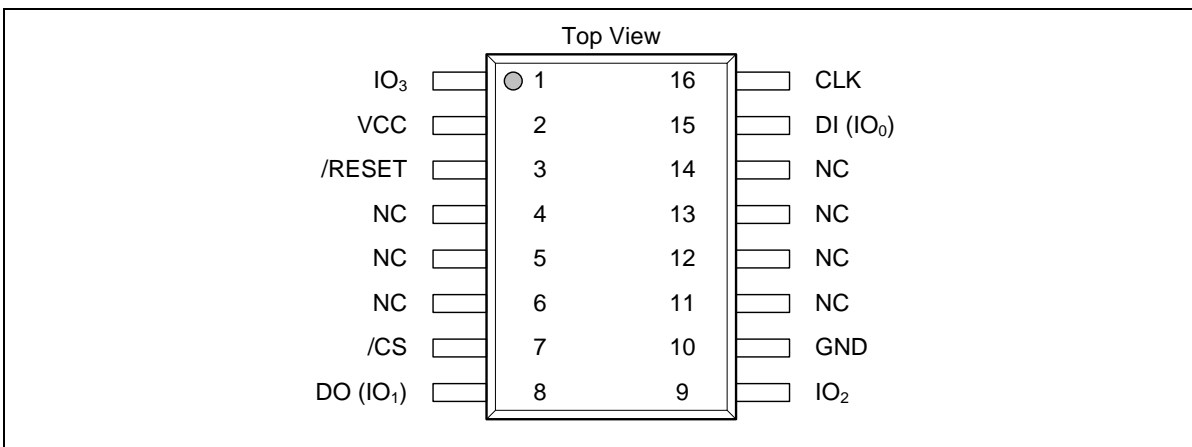 Top View
IO₃ 1 16 CLK
VCC 2 15 DI (IO₀)
/RESET 3 14 NC
NC 4 13 NC
NC 5 12 NC
NC 6 11 NC
/CS 7 10 GND
DO (IO₁) 8 9 IO₂